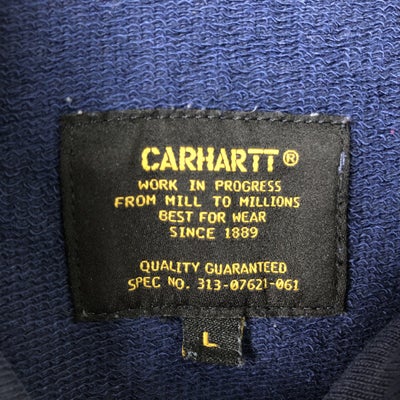 CARHARTT®
WORK IN PROGRESS
FROM MILL TO MILLIONS
BEST FOR WEAR
SINCE 1889
QUALITY GUARANTEED
SPEC NO. 313-07621-061
L